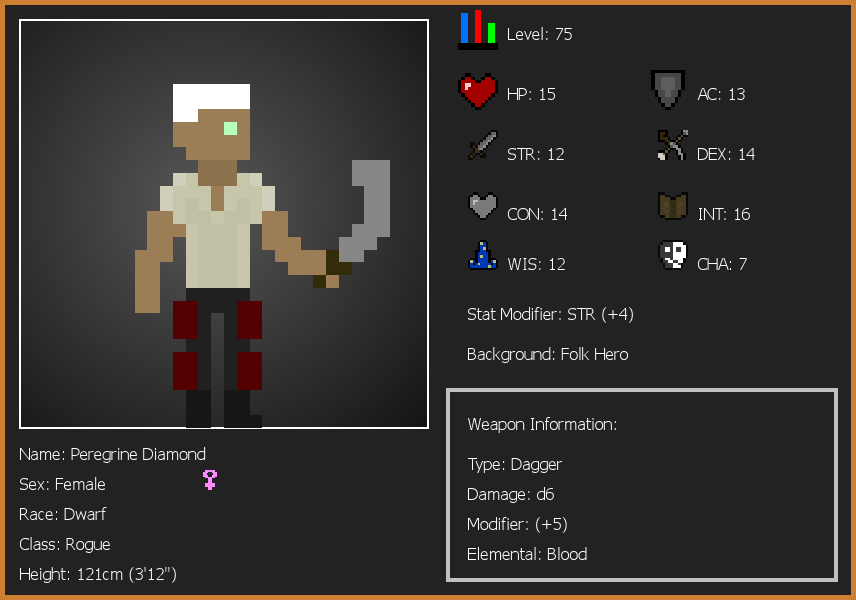 Level: 75
HP: 15
AC: 13
STR: 12
DEX: 14
CON: 14
INT: 16
WIS: 12
CHA: 7
Stat Modifier: STR (+4)
Background: Folk Hero
Weapon Information:
Type: Dagger
Damage: d6
Modifier: (+5)
Elemental: Blood
Name: Peregrine Diamond
Sex: Female
Race: Dwarf
Class: Rogue
Height: 121cm (3'12")